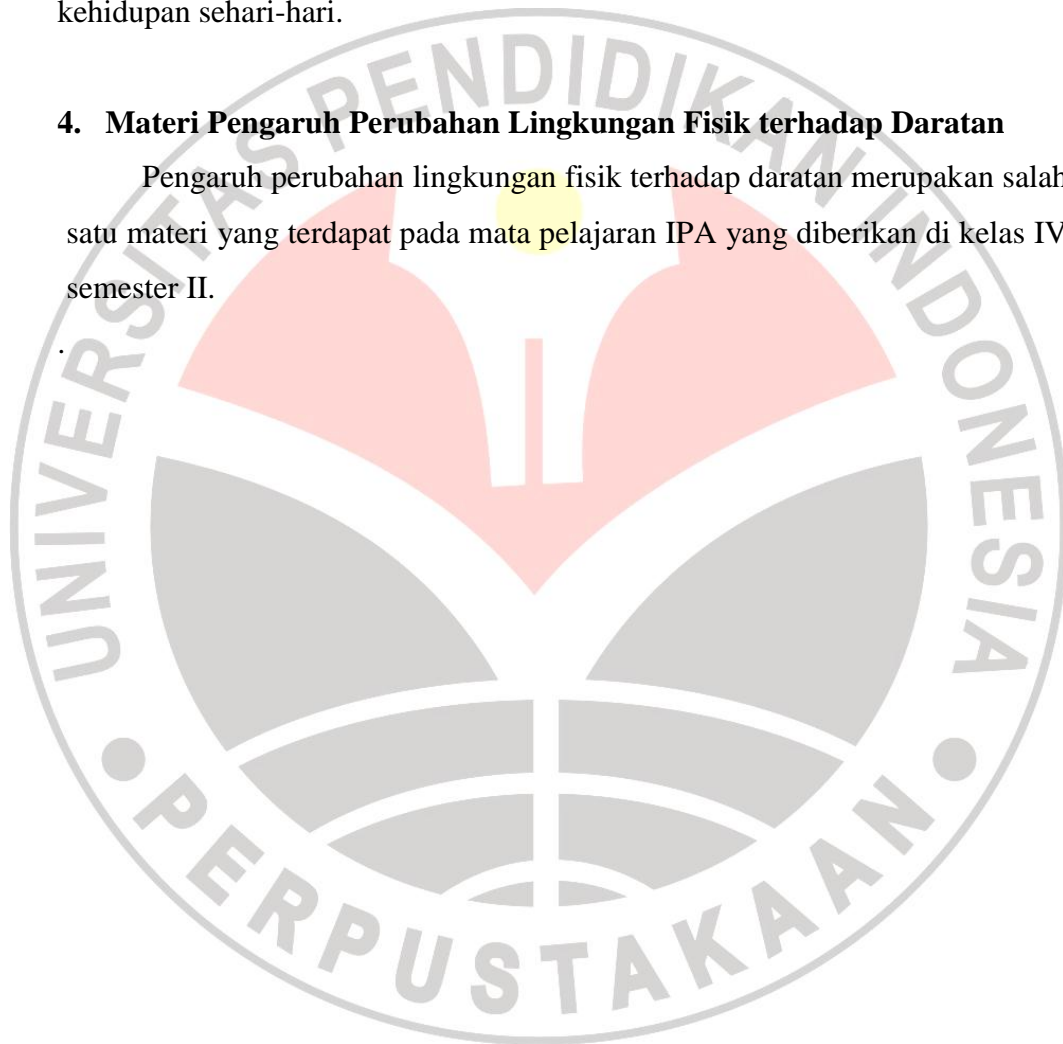 kehidupan sehari-hari.
4. Materi Pengaruh Perubahan Lingkungan Fisik terhadap Daratan
Pengaruh perubahan lingkungan fisik terhadap daratan merupakan salah
satu materi yang terdapat pada mata pelajaran IPA yang diberikan di kelas IV
semester II.
.
UNIVERSITAS PENDIDIKAN INDONESIA
PERPUSTAKAAN